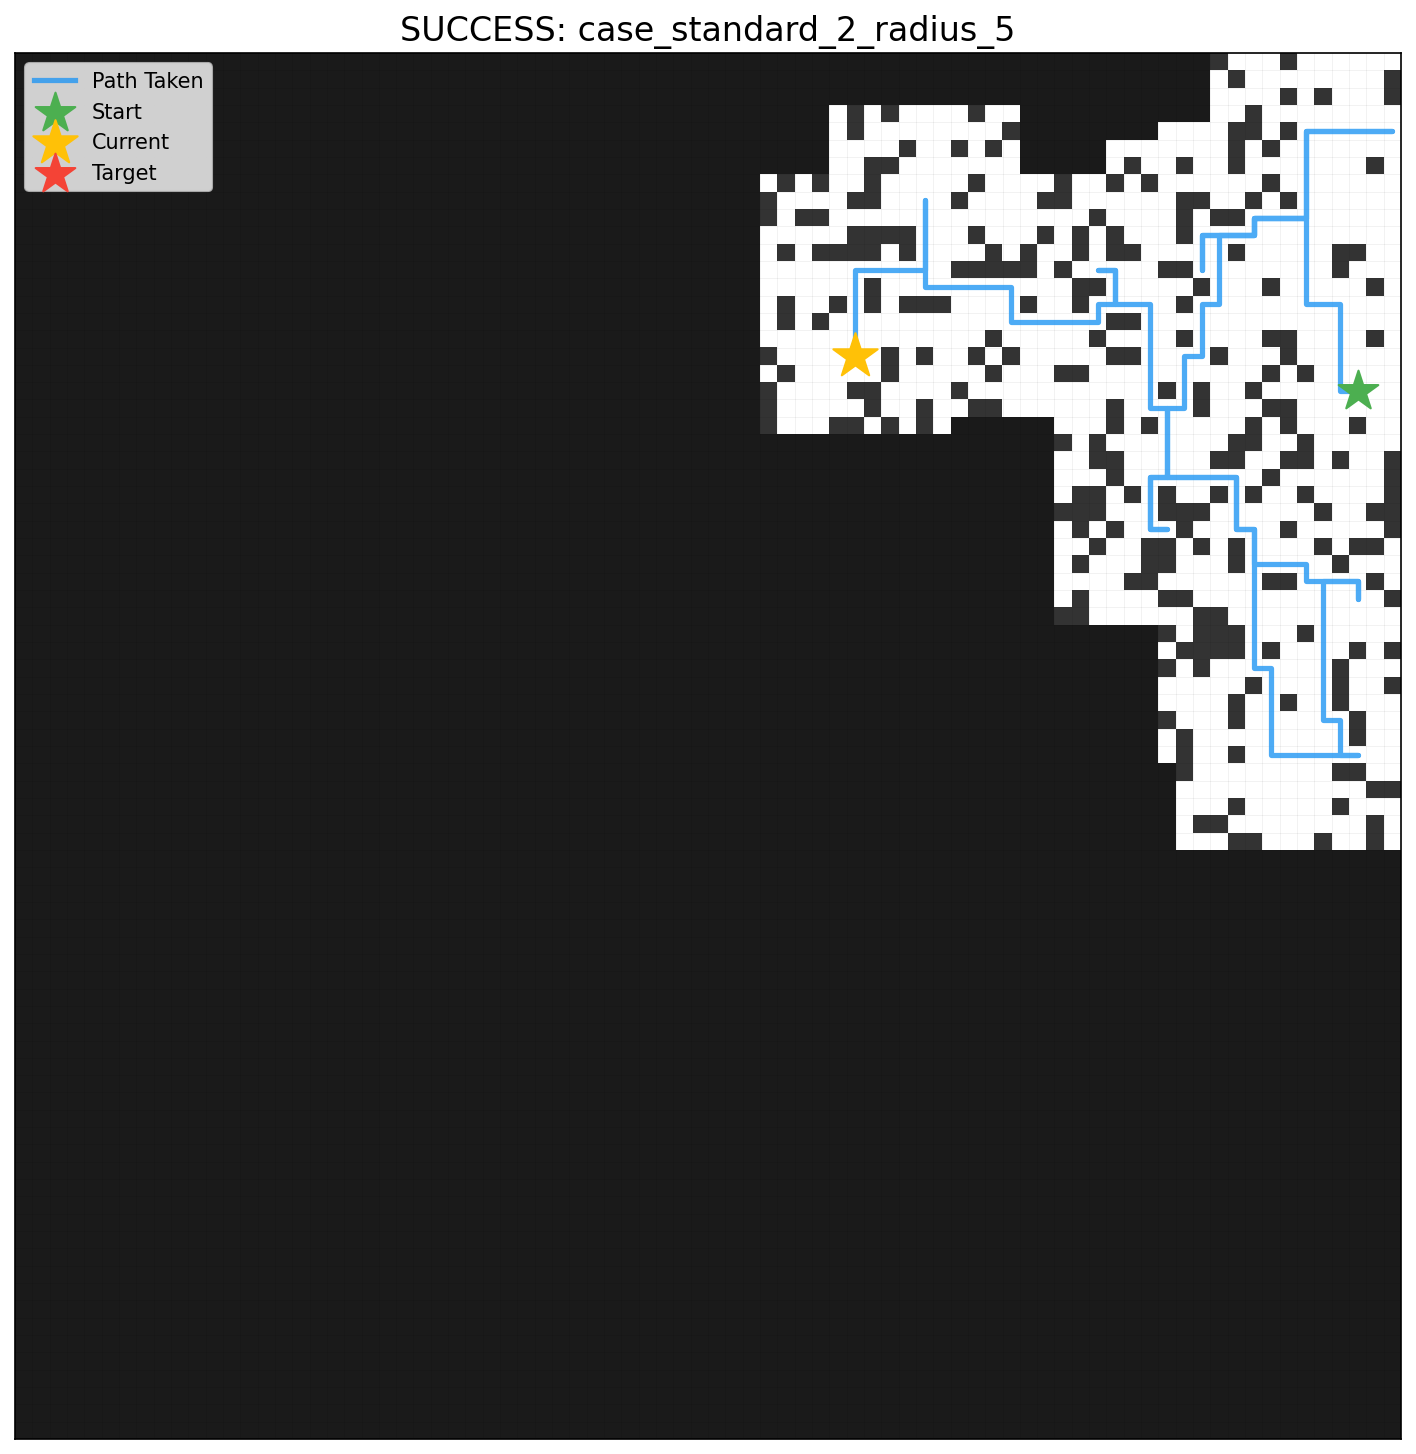 SUCCESS: case_standard_2_radius_5
Path Taken
Start
Current
Target